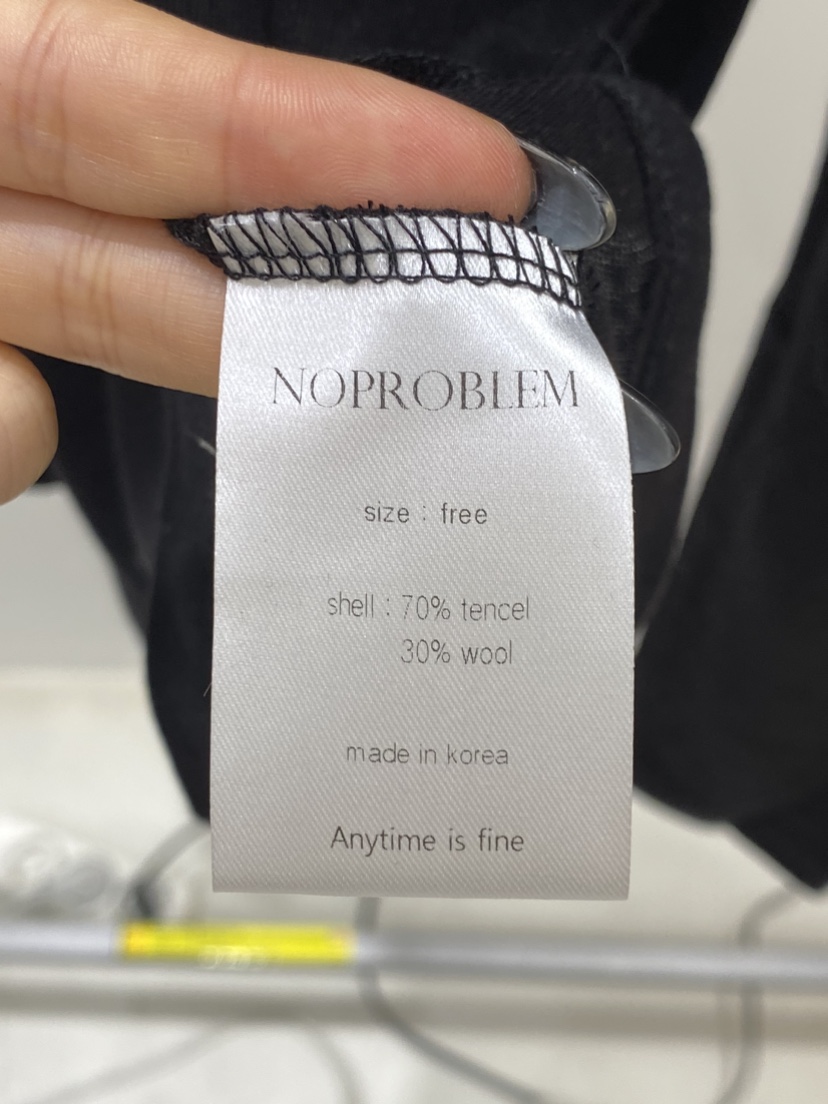 NOPROBLEM
size : free
shell : 70% tencel
30% wool
made in korea
Anytime is fine